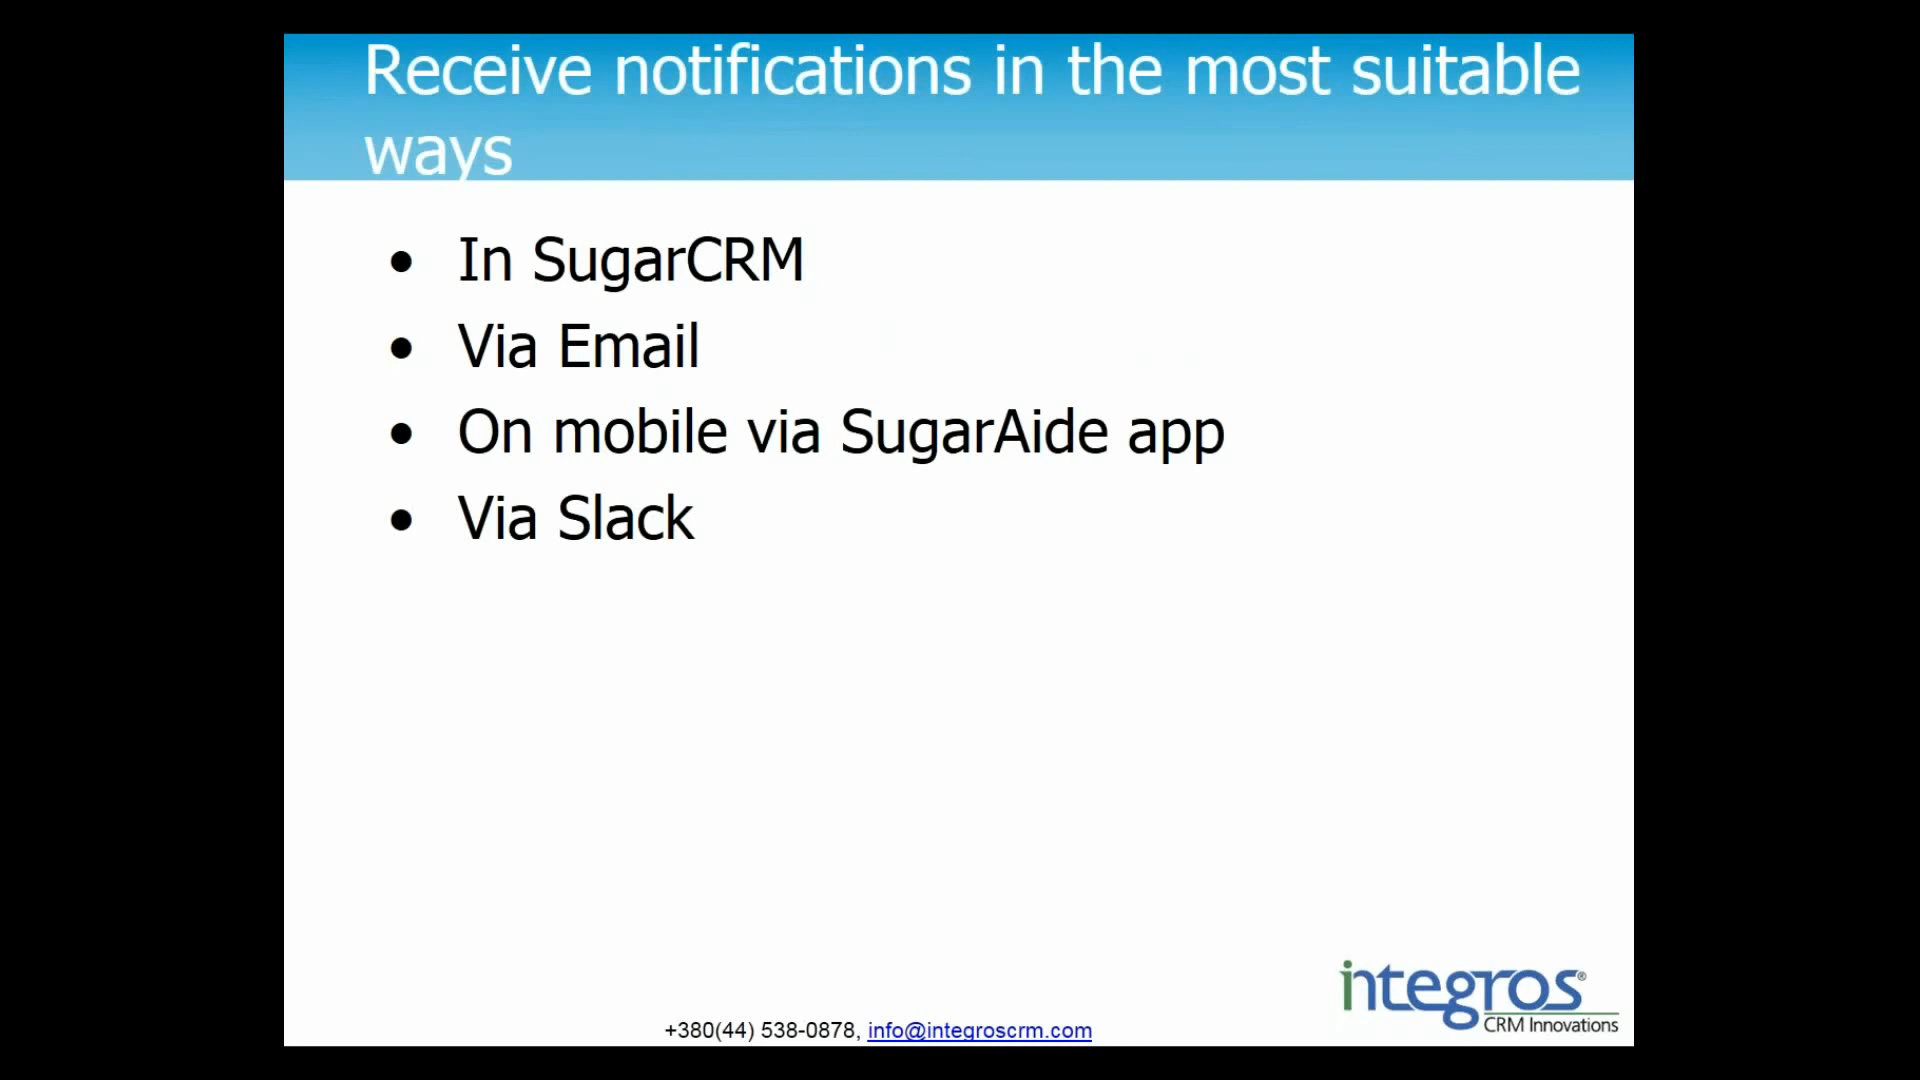 Receive notifications in the most suitable
ways
• In SugarCRM
• Via Email
• On mobile via SugarAide app
• Via Slack
integros®
CRM Innovations
+380(44) 538-0878, info@integroscrm.com